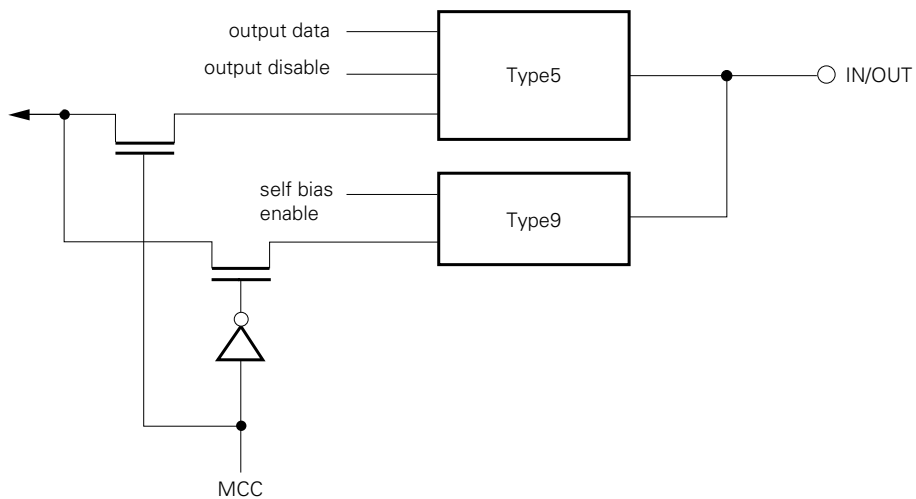 output data
output disable
Type5
IN/OUT
self bias
enable
Type9
MCC